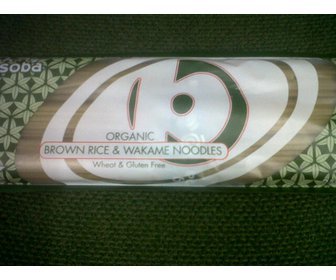 soba
ORGANIC
BROWN RICE & WAKAME NOODLES
Wheat & Gluten Free